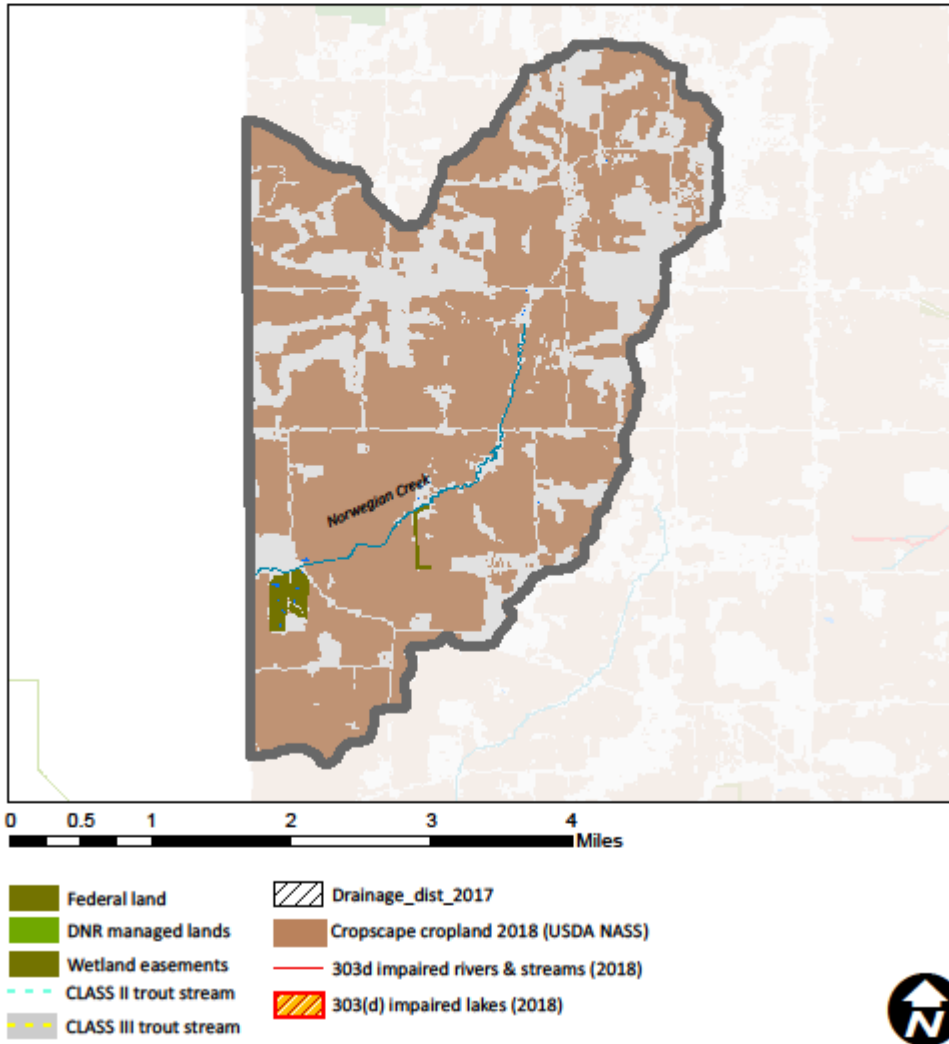 Norwegian Creek
0 0.5 1 2 3 4
Miles
Federal land
DNR managed lands
Wetland easements
CLASS II trout stream
CLASS III trout stream
Drainage_dist_2017
Cropscape cropland 2018 (USDA NASS)
303d impaired rivers & streams (2018)
303(d) impaired lakes (2018)
N